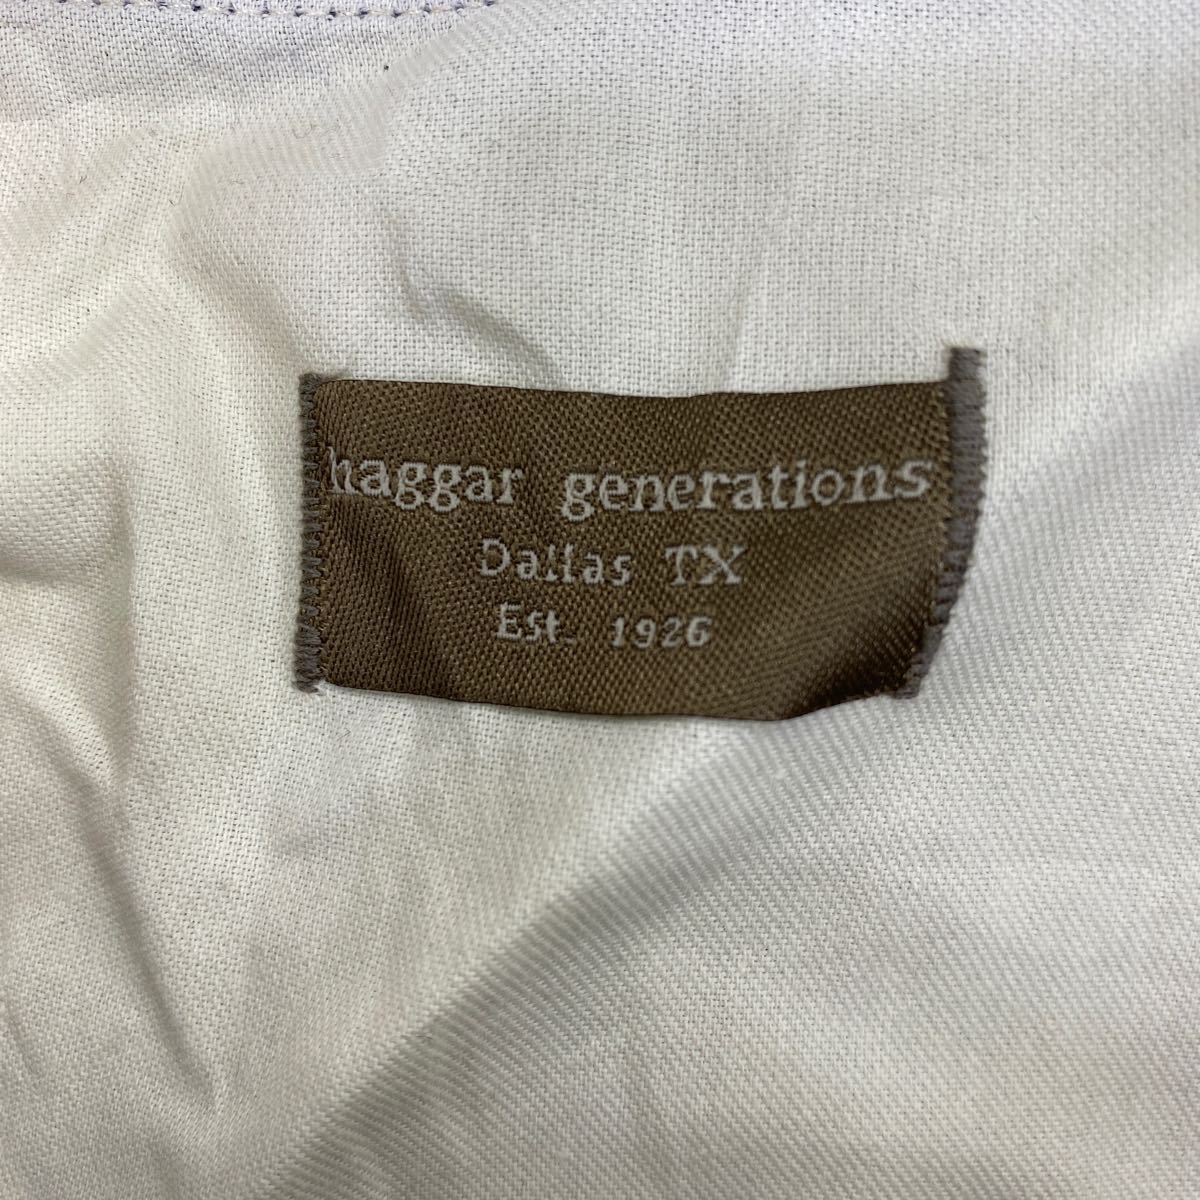 haggar generations
Dallas TX
Est. 1926